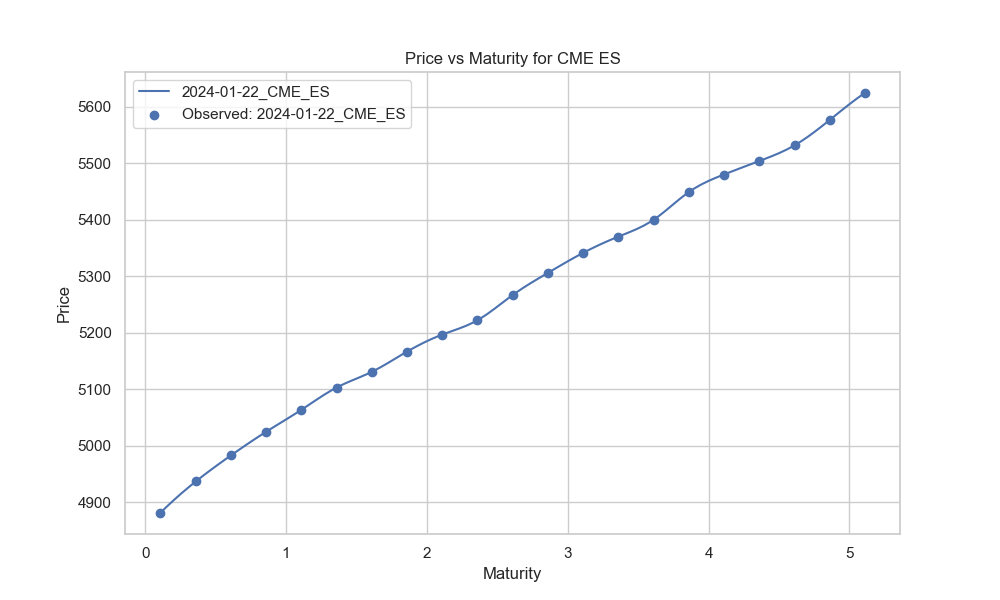 Price vs Maturity for CME ES
2024-01-22_CME_ES
Observed: 2024-01-22_CME_ES
5600
5500
5400
5300
5200
5100
5000
4900
Price
0 1 2 3 4 5
Maturity